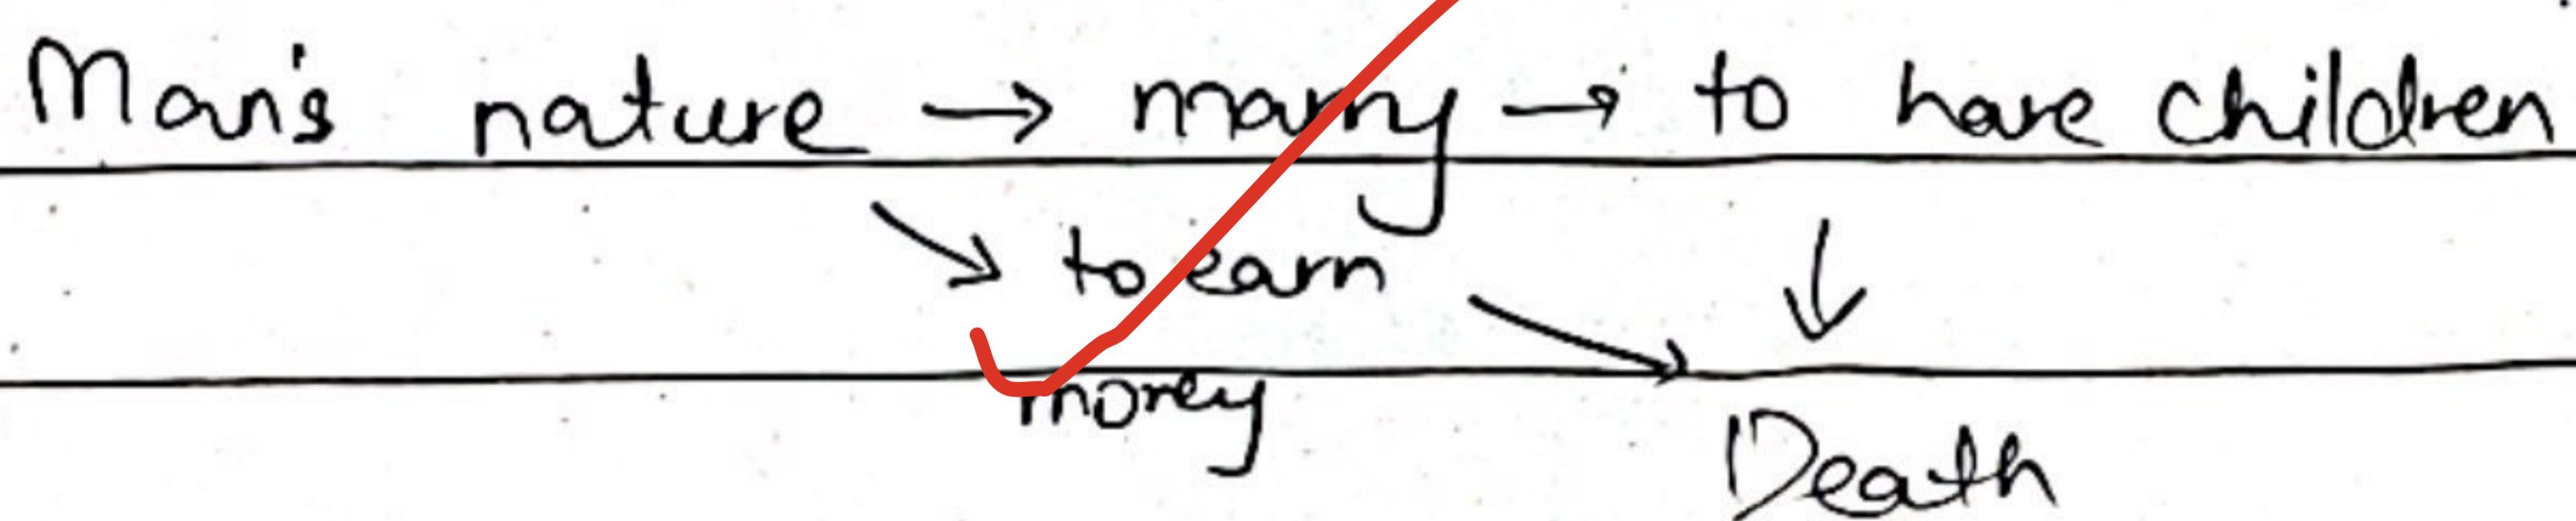 Man's nature → marry → to have children
↘ to earn ↘ ↓
money
Death